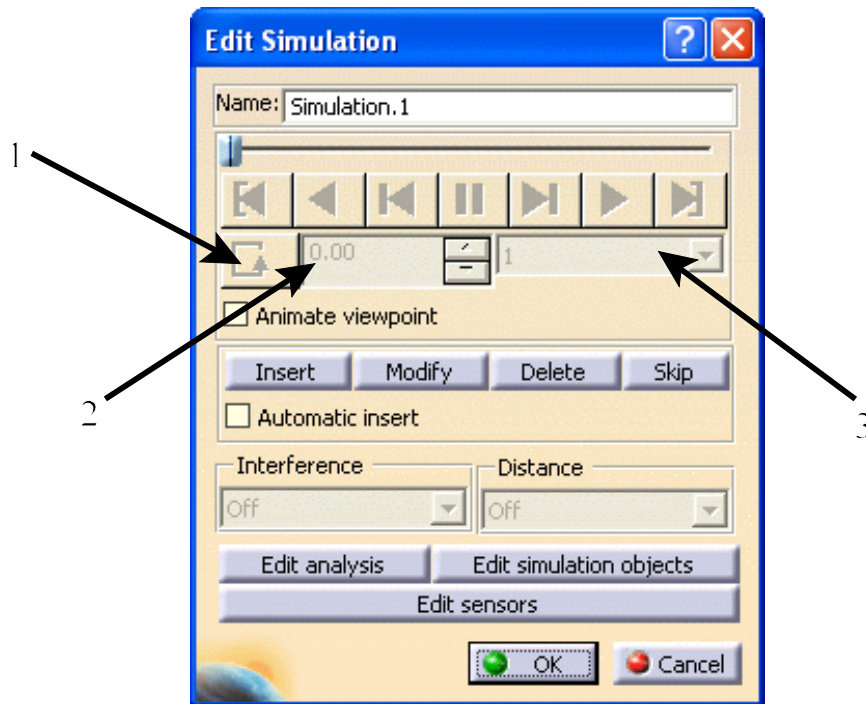 Edit Simulation
Name: Simulation.1
1
0.00 1
Animate viewpoint
Insert Modify Delete Skip
2
Automatic insert
3
Interference Distance
Off Off
Edit analysis Edit simulation objects
Edit sensors
OK Cancel